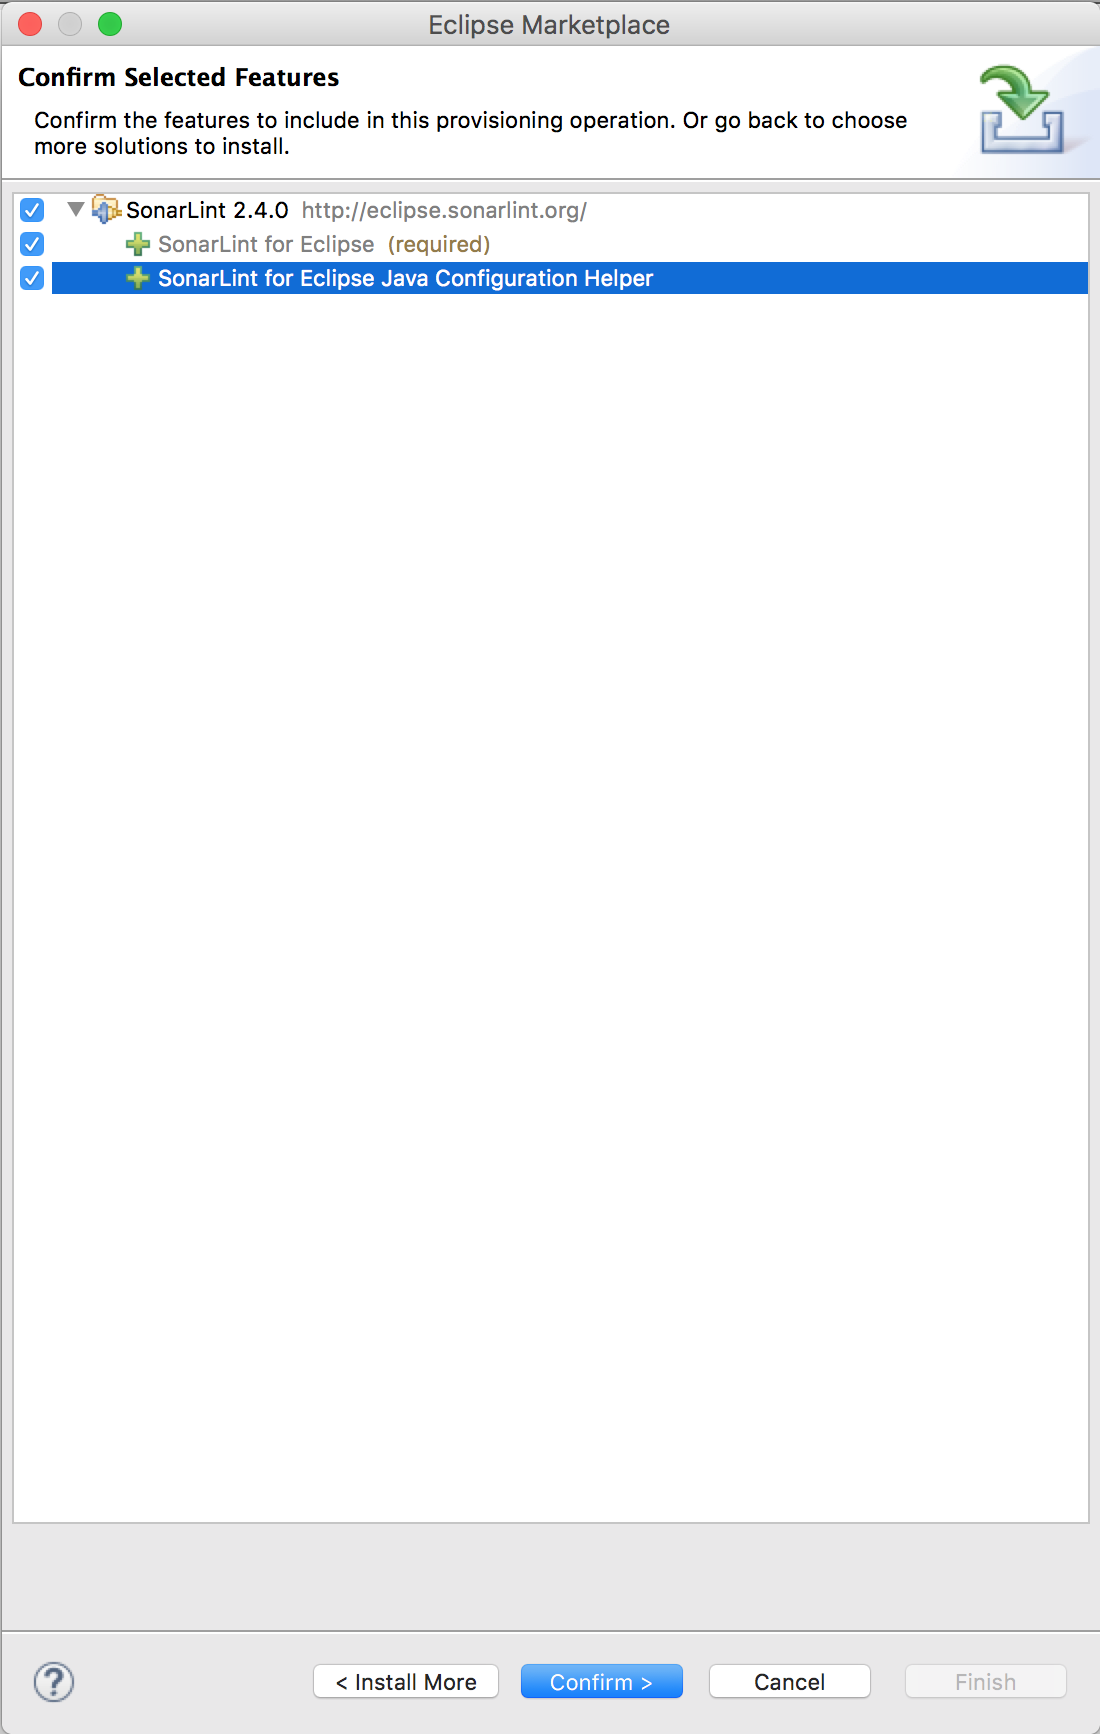 Eclipse Marketplace
Confirm Selected Features
Confirm the features to include in this provisioning operation. Or go back to choose
more solutions to install.
SonarLint 2.4.0 http://eclipse.sonarlint.org/
SonarLint for Eclipse (required)
SonarLint for Eclipse Java Configuration Helper
? < Install More Confirm > Cancel Finish